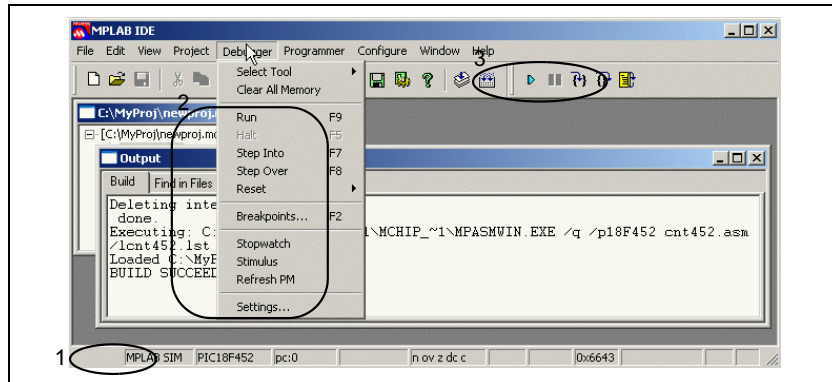 MPLAB IDE
File Edit View Project Debugger Programmer Configure Window Help
3
Select Tool
Clear All Memory
C:\MyProj\newproj.
2
Run F9
[C:\MyProj\newproj.mc
Halt F5
Step Into F7
Output
Step Over F8
Build Find in Files
Reset
Deleting inte
done.
Breakpoints... F2
Executing: C: 1\MCHIP_~1\MPASMWIN.EXE /q /p18F452 cnt452.asm
/lcnt452.lst
Stopwatch
Loaded C:\MyP
Stimulus
BUILD SUCCEED
Refresh PM
Settings...
1
MPLAB SIM PIC18F452 pc:0 n ov z dc c 0x6643